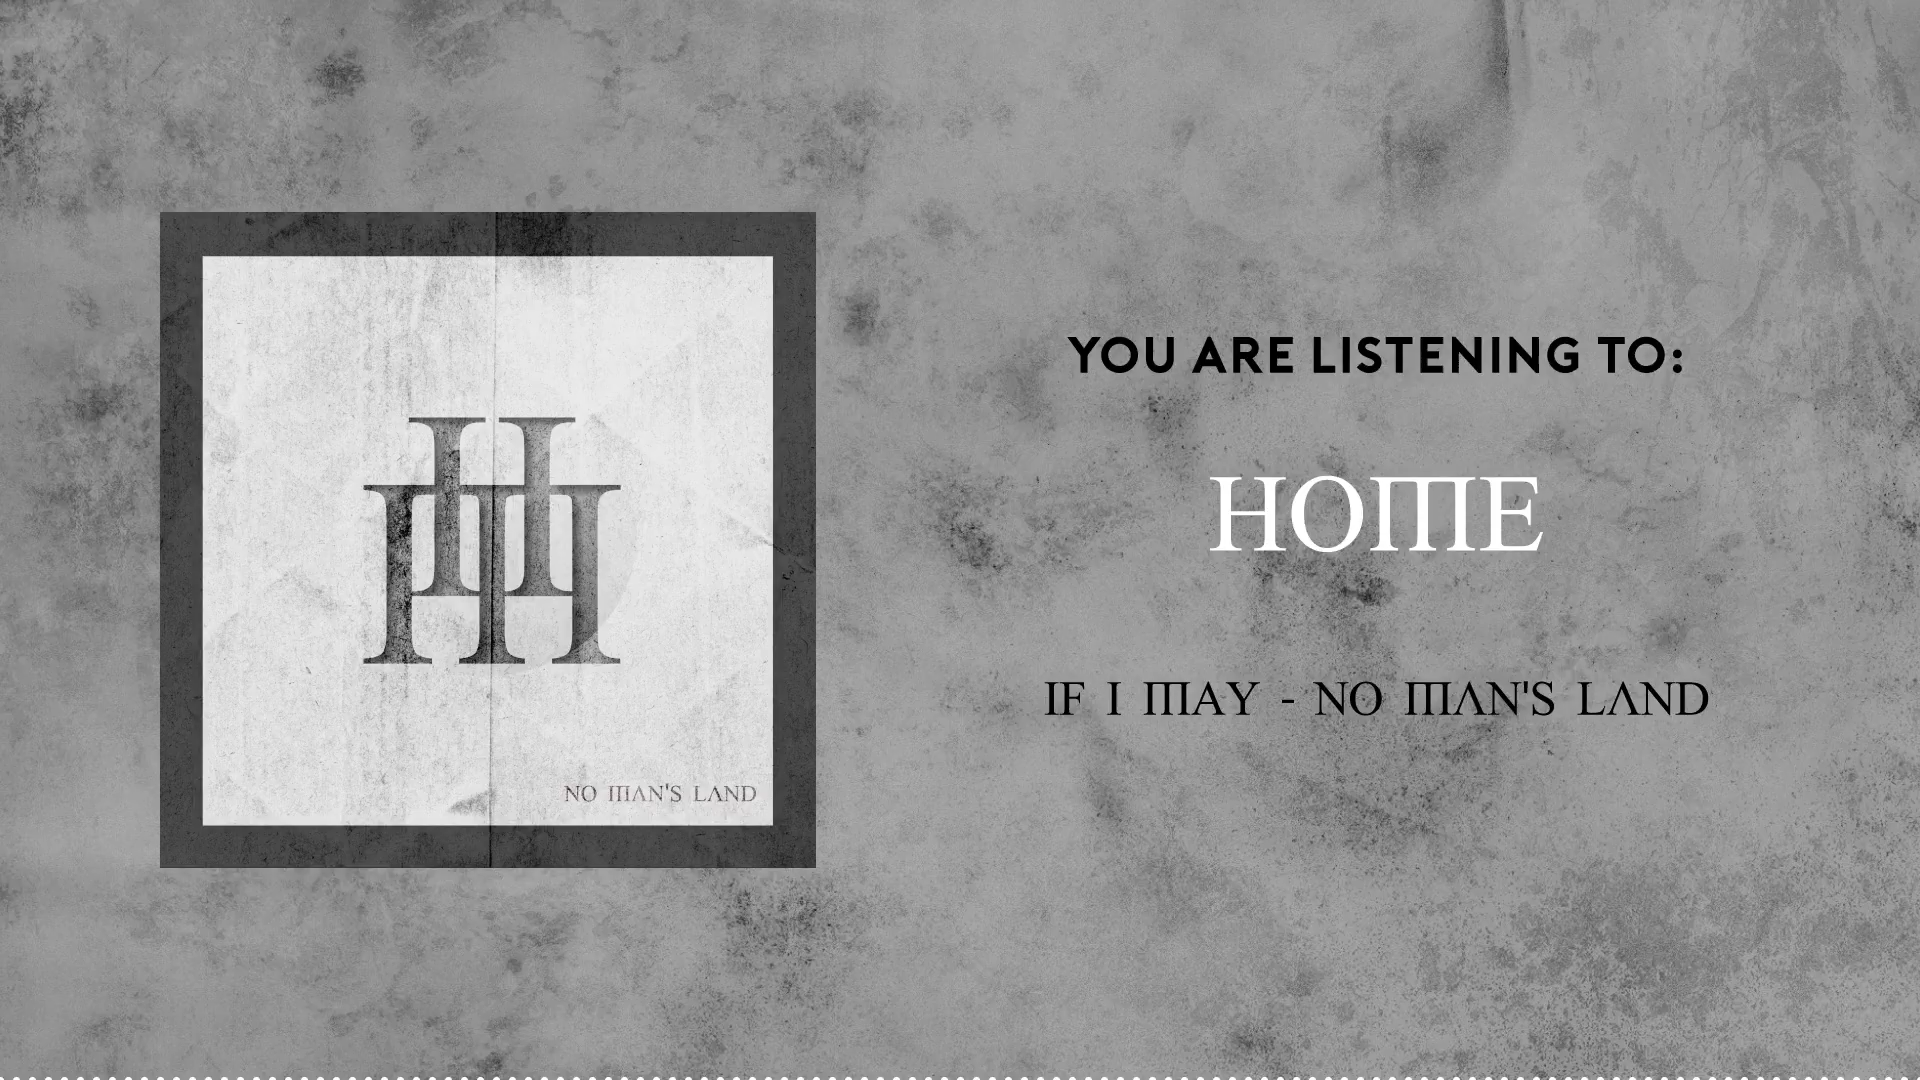 YOU ARE LISTENING TO:
HOME
IF I MAY - NO MAN'S LAND
NO MAN'S LAND